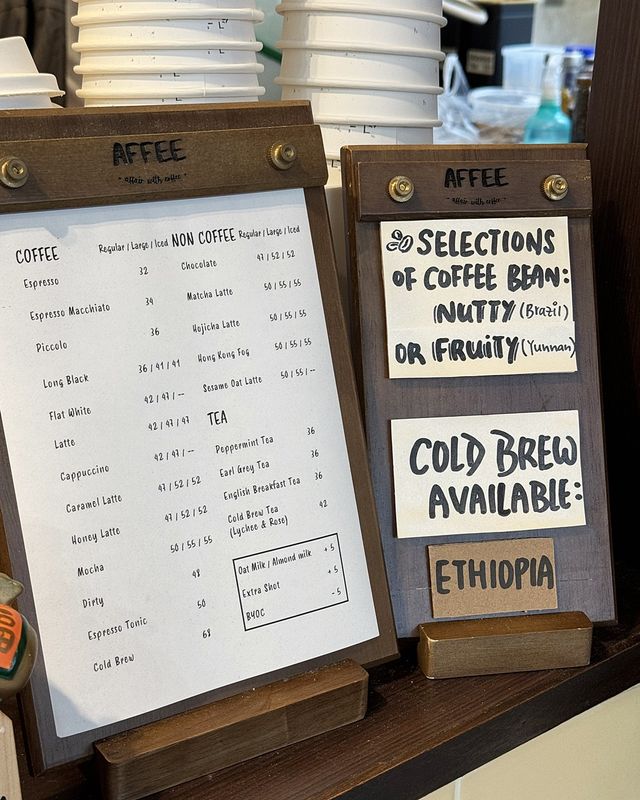 AFFEE
"affair with coffee"
COFFEE Regular / Large / Iced
Espresso 32
Espresso Macchiato 34
Piccolo 36
Long Black 36 / 41 / 41
Flat White 42 / 47 / --
Latte 42 / 47 / 47
Cappuccino 42 / 47 / --
Caramel Latte 47 / 52 / 52
Honey Latte 47 / 52 / 52
Mocha 50 / 55 / 55
Dirty 48
Espresso Tonic 50
Cold Brew 68
NON COFFEE Regular / Large / Iced
Chocolate 47 / 52 / 52
Matcha Latte 50 / 55 / 55
Hojicha Latte 50 / 55 / 55
Hong Kong Fog 50 / 55 / 55
Sesame Oat Latte 50 / 55 / --
TEA
Peppermint Tea 36
Earl Grey Tea 36
English Breakfast Tea 36
Cold Brew Tea 42
(Lychee & Rose)
Oat Milk / Almond milk + 5
Extra Shot + 5
BYOC - 5
AFFEE
"affair with coffee"
SELECTIONS
OF COFFEE BEAN:
NUTTY (Brazil)
OR FRUITY (Yunnan)
COLD BREW
AVAILABLE:
ETHIOPIA